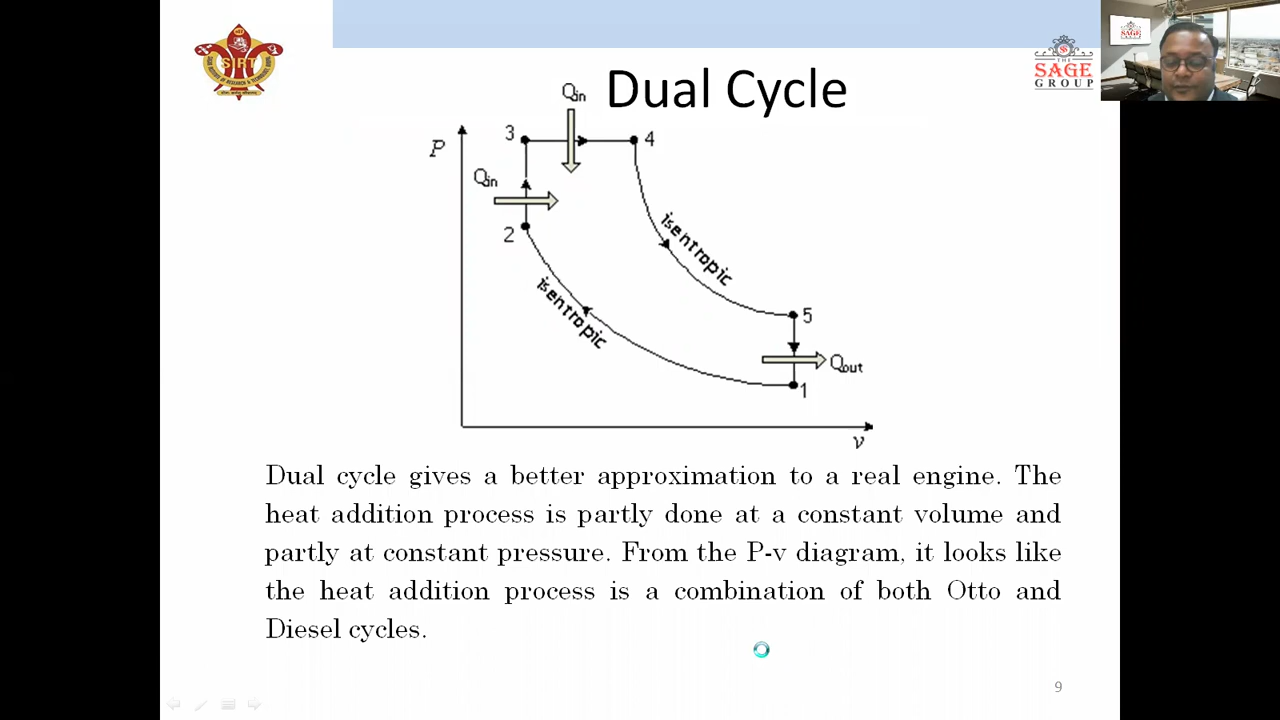 SIRT
THE
SAGE
GROUP
SAGE
Dual Cycle
Qin
3
4
P
Qin
2
isentropic
isentropic
5
Qout
1
v
Dual cycle gives a better approximation to a real engine. The
heat addition process is partly done at a constant volume and
partly at constant pressure. From the P-v diagram, it looks like
the heat addition process is a combination of both Otto and
Diesel cycles.
9